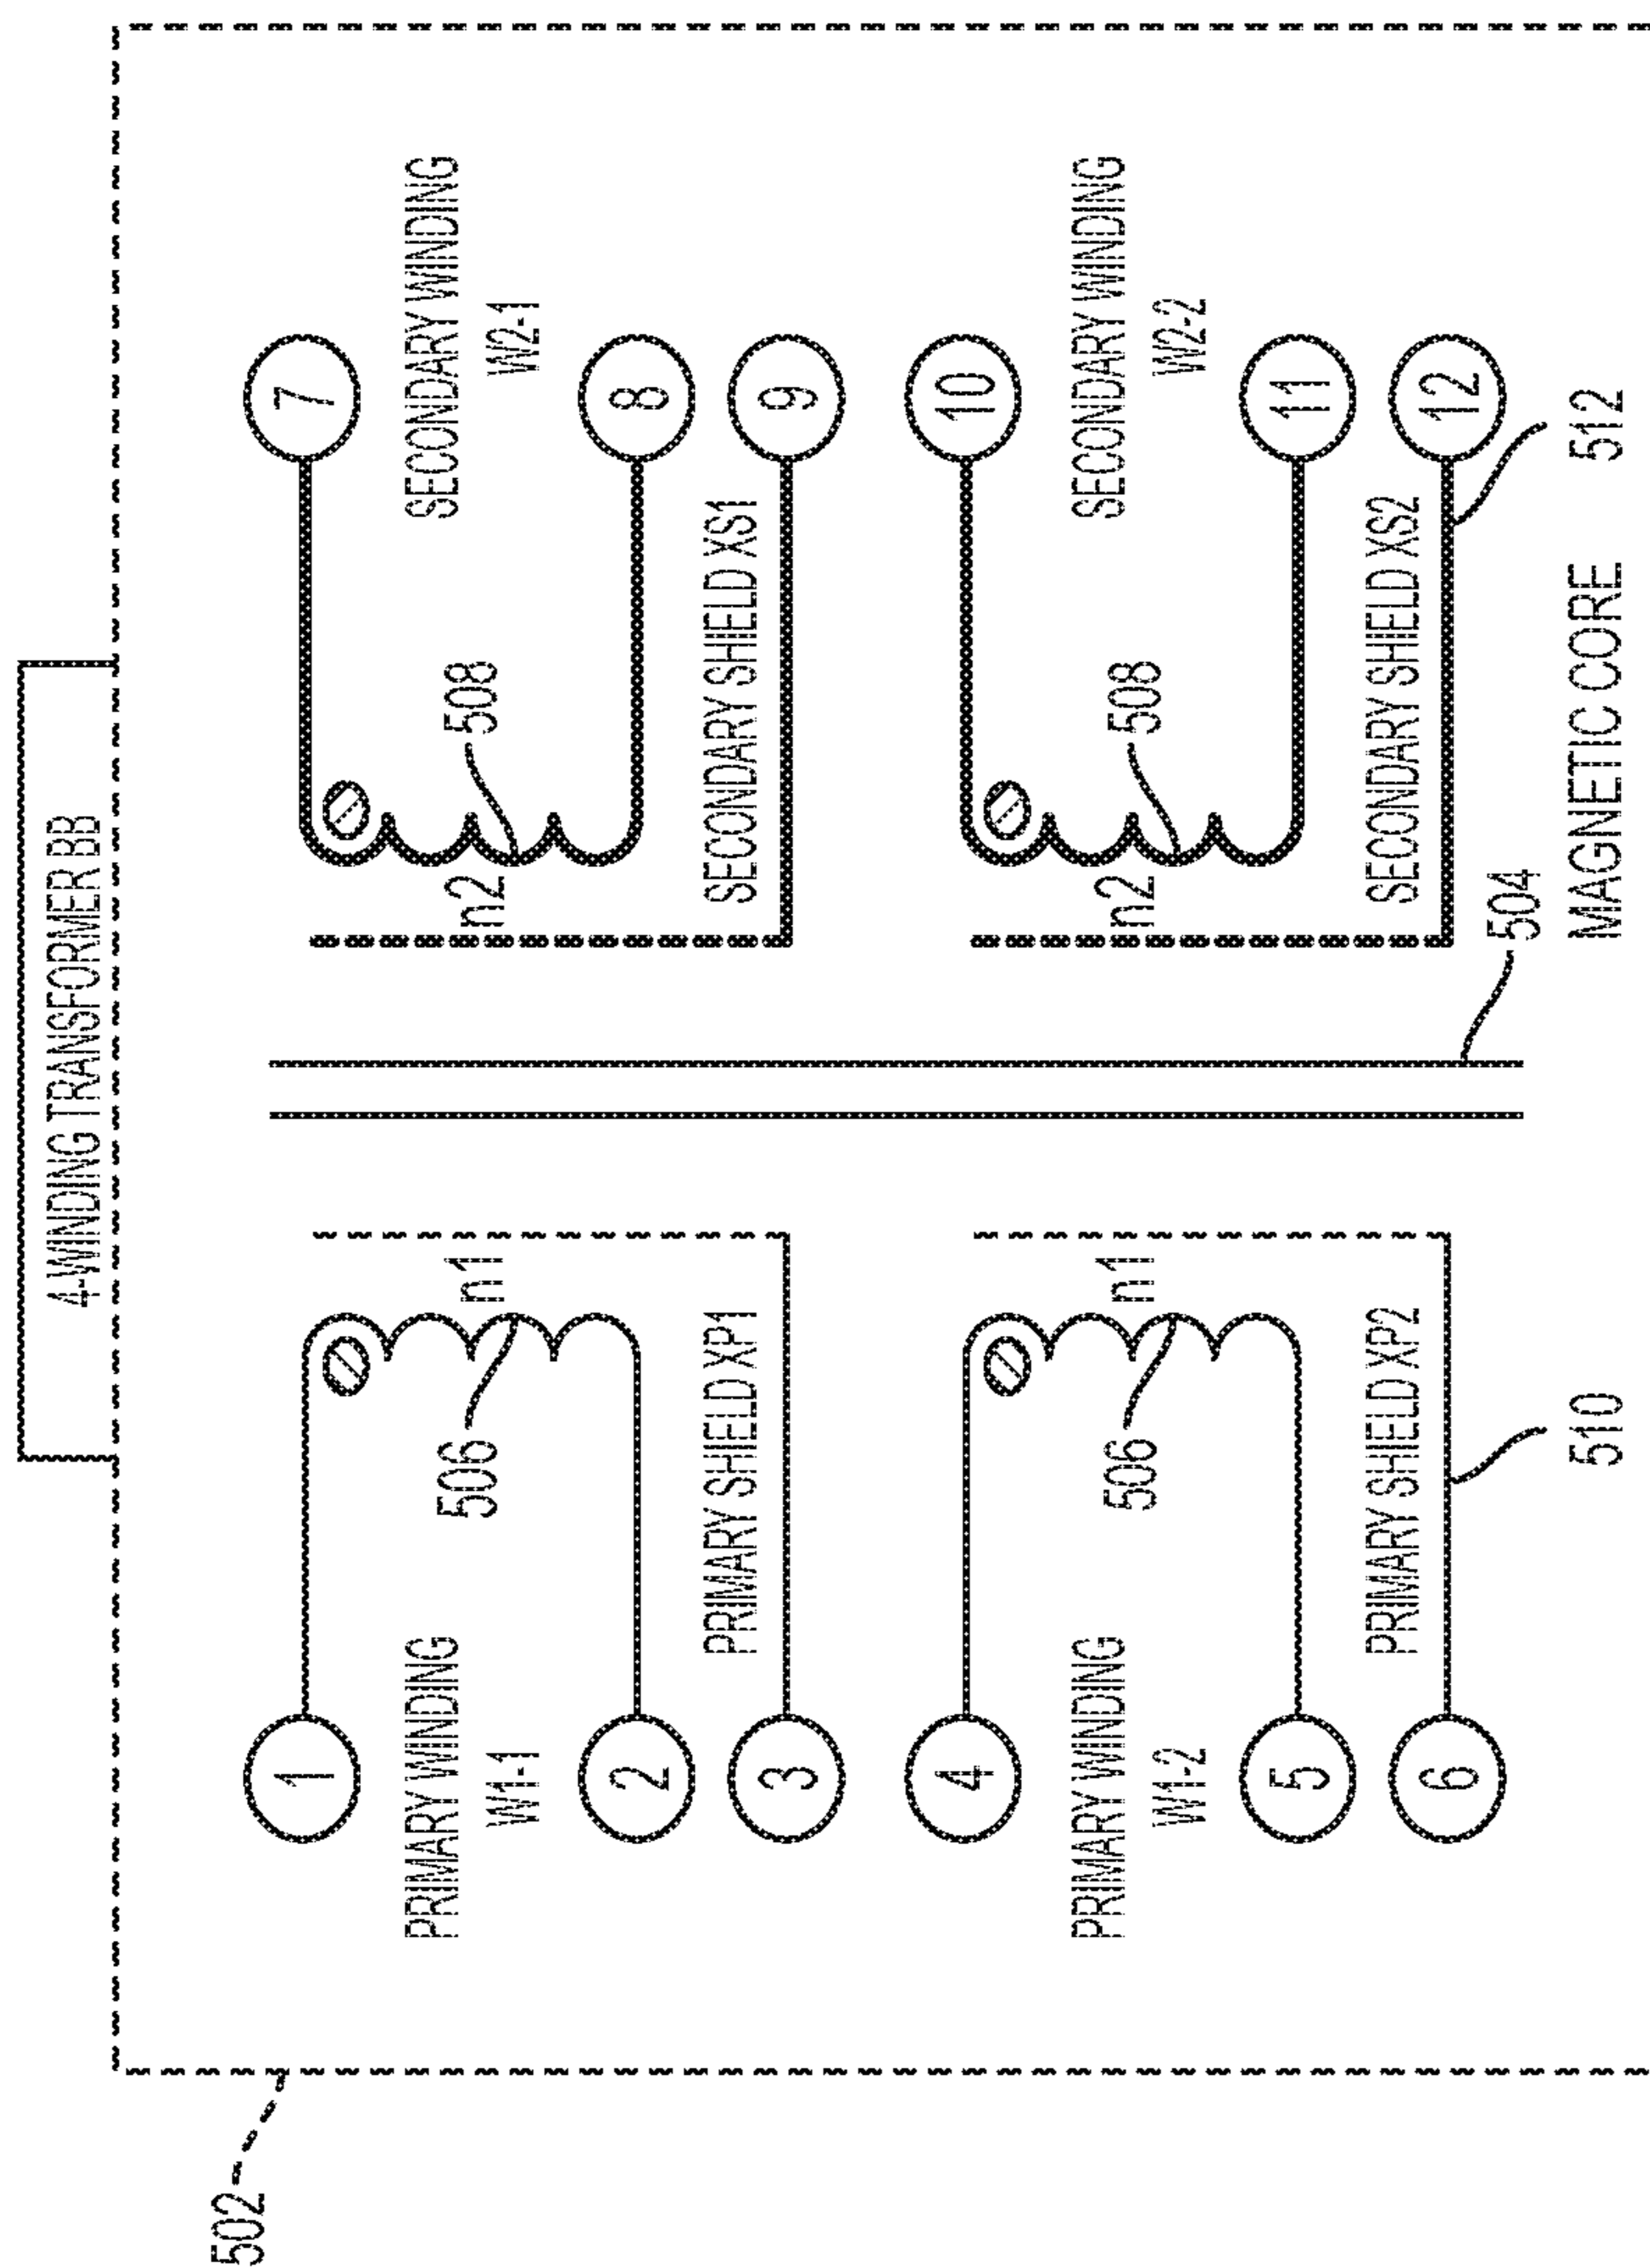 4-WINDING TRANSFORMER BB
502
1
PRIMARY WINDING
W1-1
506
n1
2
PRIMARY SHIELD XP1
3
7
SECONDARY WINDING
W2-1
508
n2
8
SECONDARY SHIELD XS1
9
4
PRIMARY WINDING
W1-2
506
n1
5
PRIMARY SHIELD XP2
6
510
10
SECONDARY WINDING
W2-2
508
n2
11
SECONDARY SHIELD XS2
12
512
504
MAGNETIC CORE